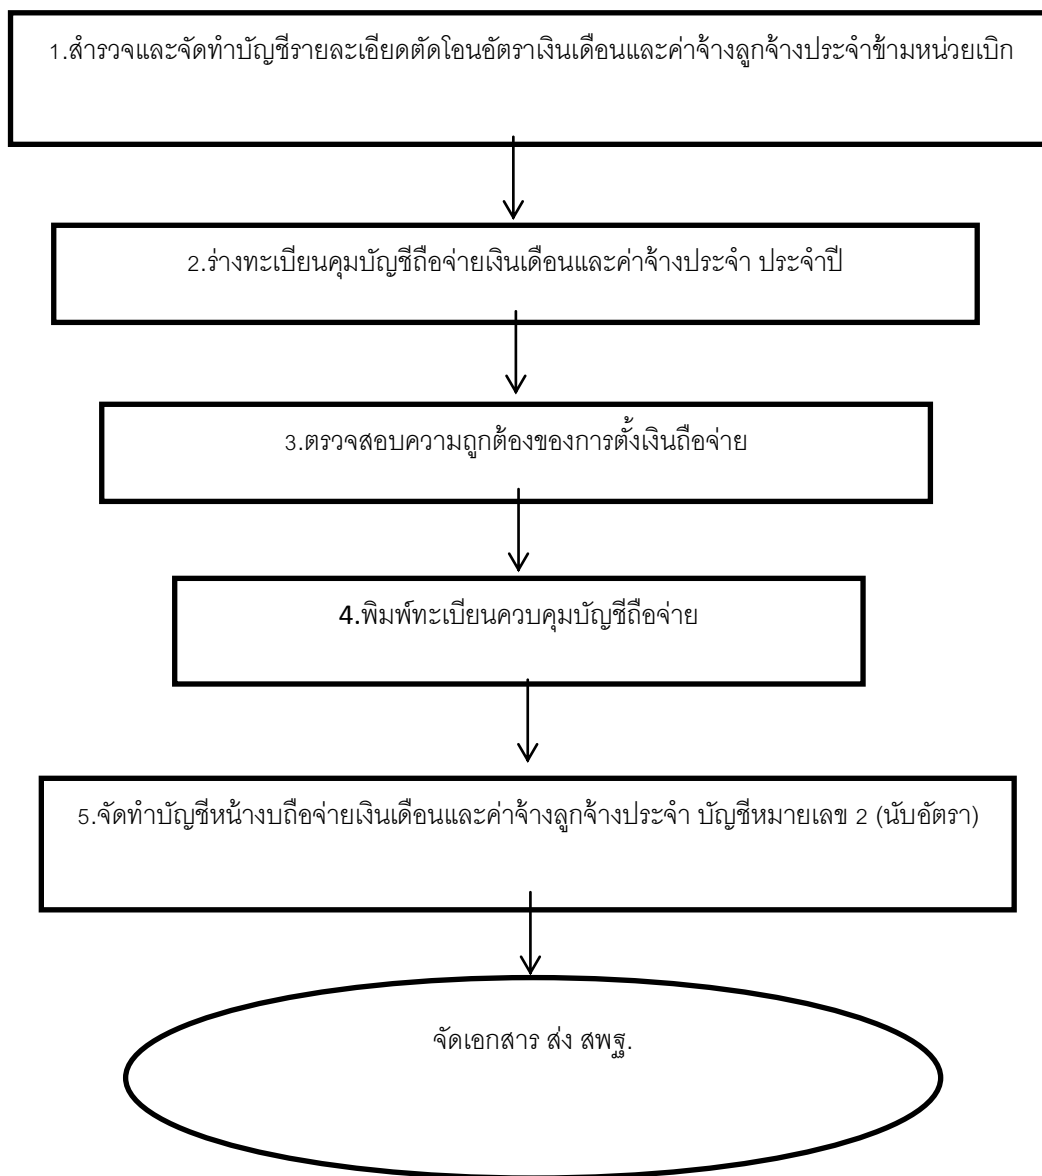 1.สำรวจและจัดทำบัญชีรายละเอียดตัดโอนอัตราเงินเดือนและค่าจ้างลูกจ้างประจำข้ามหน่วยเบิก
2.ร่างทะเบียนคุมบัญชีถือจ่ายเงินเดือนและค่าจ้างประจำ ประจำปี
3.ตรวจสอบความถูกต้องของการตั้งเงินถือจ่าย
4.พิมพ์ทะเบียนควบคุมบัญชีถือจ่าย
5.จัดทำบัญชีหน้างบถือจ่ายเงินเดือนและค่าจ้างลูกจ้างประจำ บัญชีหมายเลข 2 (นับอัตรา)
จัดเอกสาร ส่ง สพฐ.